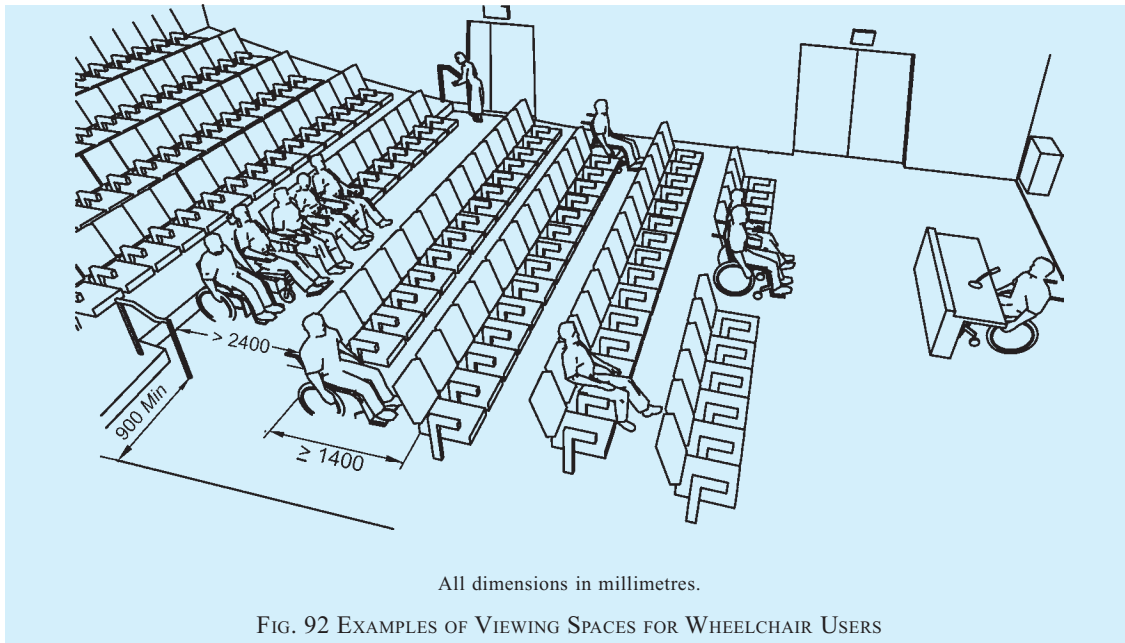 > 2400
900 Min
≥ 1400
All dimensions in millimetres.
FIG. 92 EXAMPLES OF VIEWING SPACES FOR WHEELCHAIR USERS